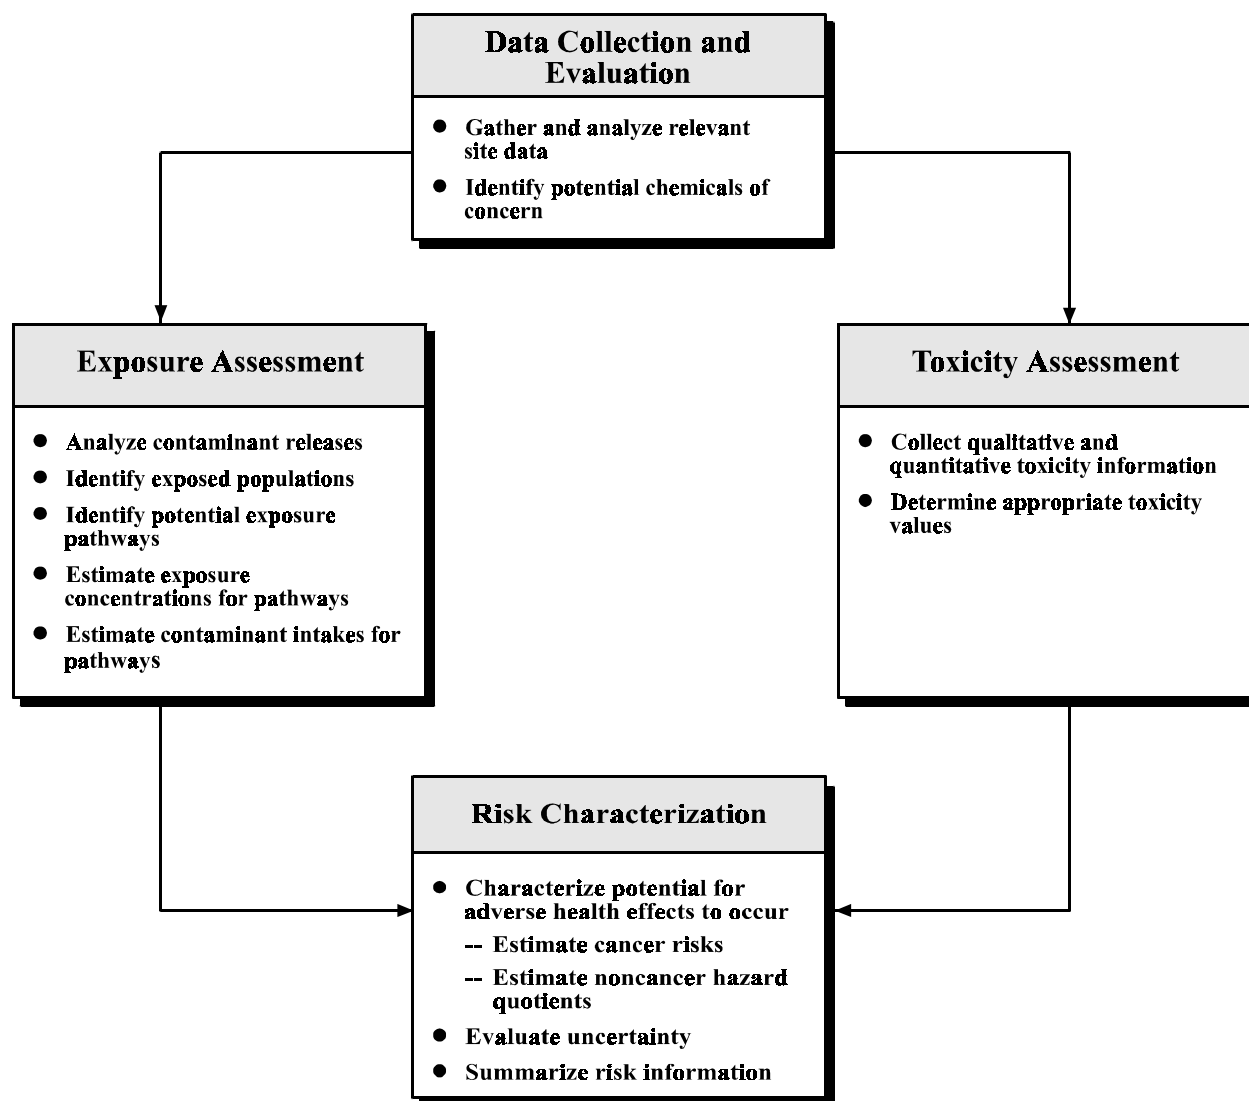 Data Collection and
Evaluation
● Gather and analyze relevant
site data
● Identify potential chemicals of
concern
Exposure Assessment
● Analyze contaminant releases
● Identify exposed populations
● Identify potential exposure
pathways
● Estimate exposure
concentrations for pathways
● Estimate contaminant intakes for
pathways
Toxicity Assessment
● Collect qualitative and
quantitative toxicity information
● Determine appropriate toxicity
values
Risk Characterization
● Characterize potential for
adverse health effects to occur
-- Estimate cancer risks
-- Estimate noncancer hazard
quotients
● Evaluate uncertainty
● Summarize risk information